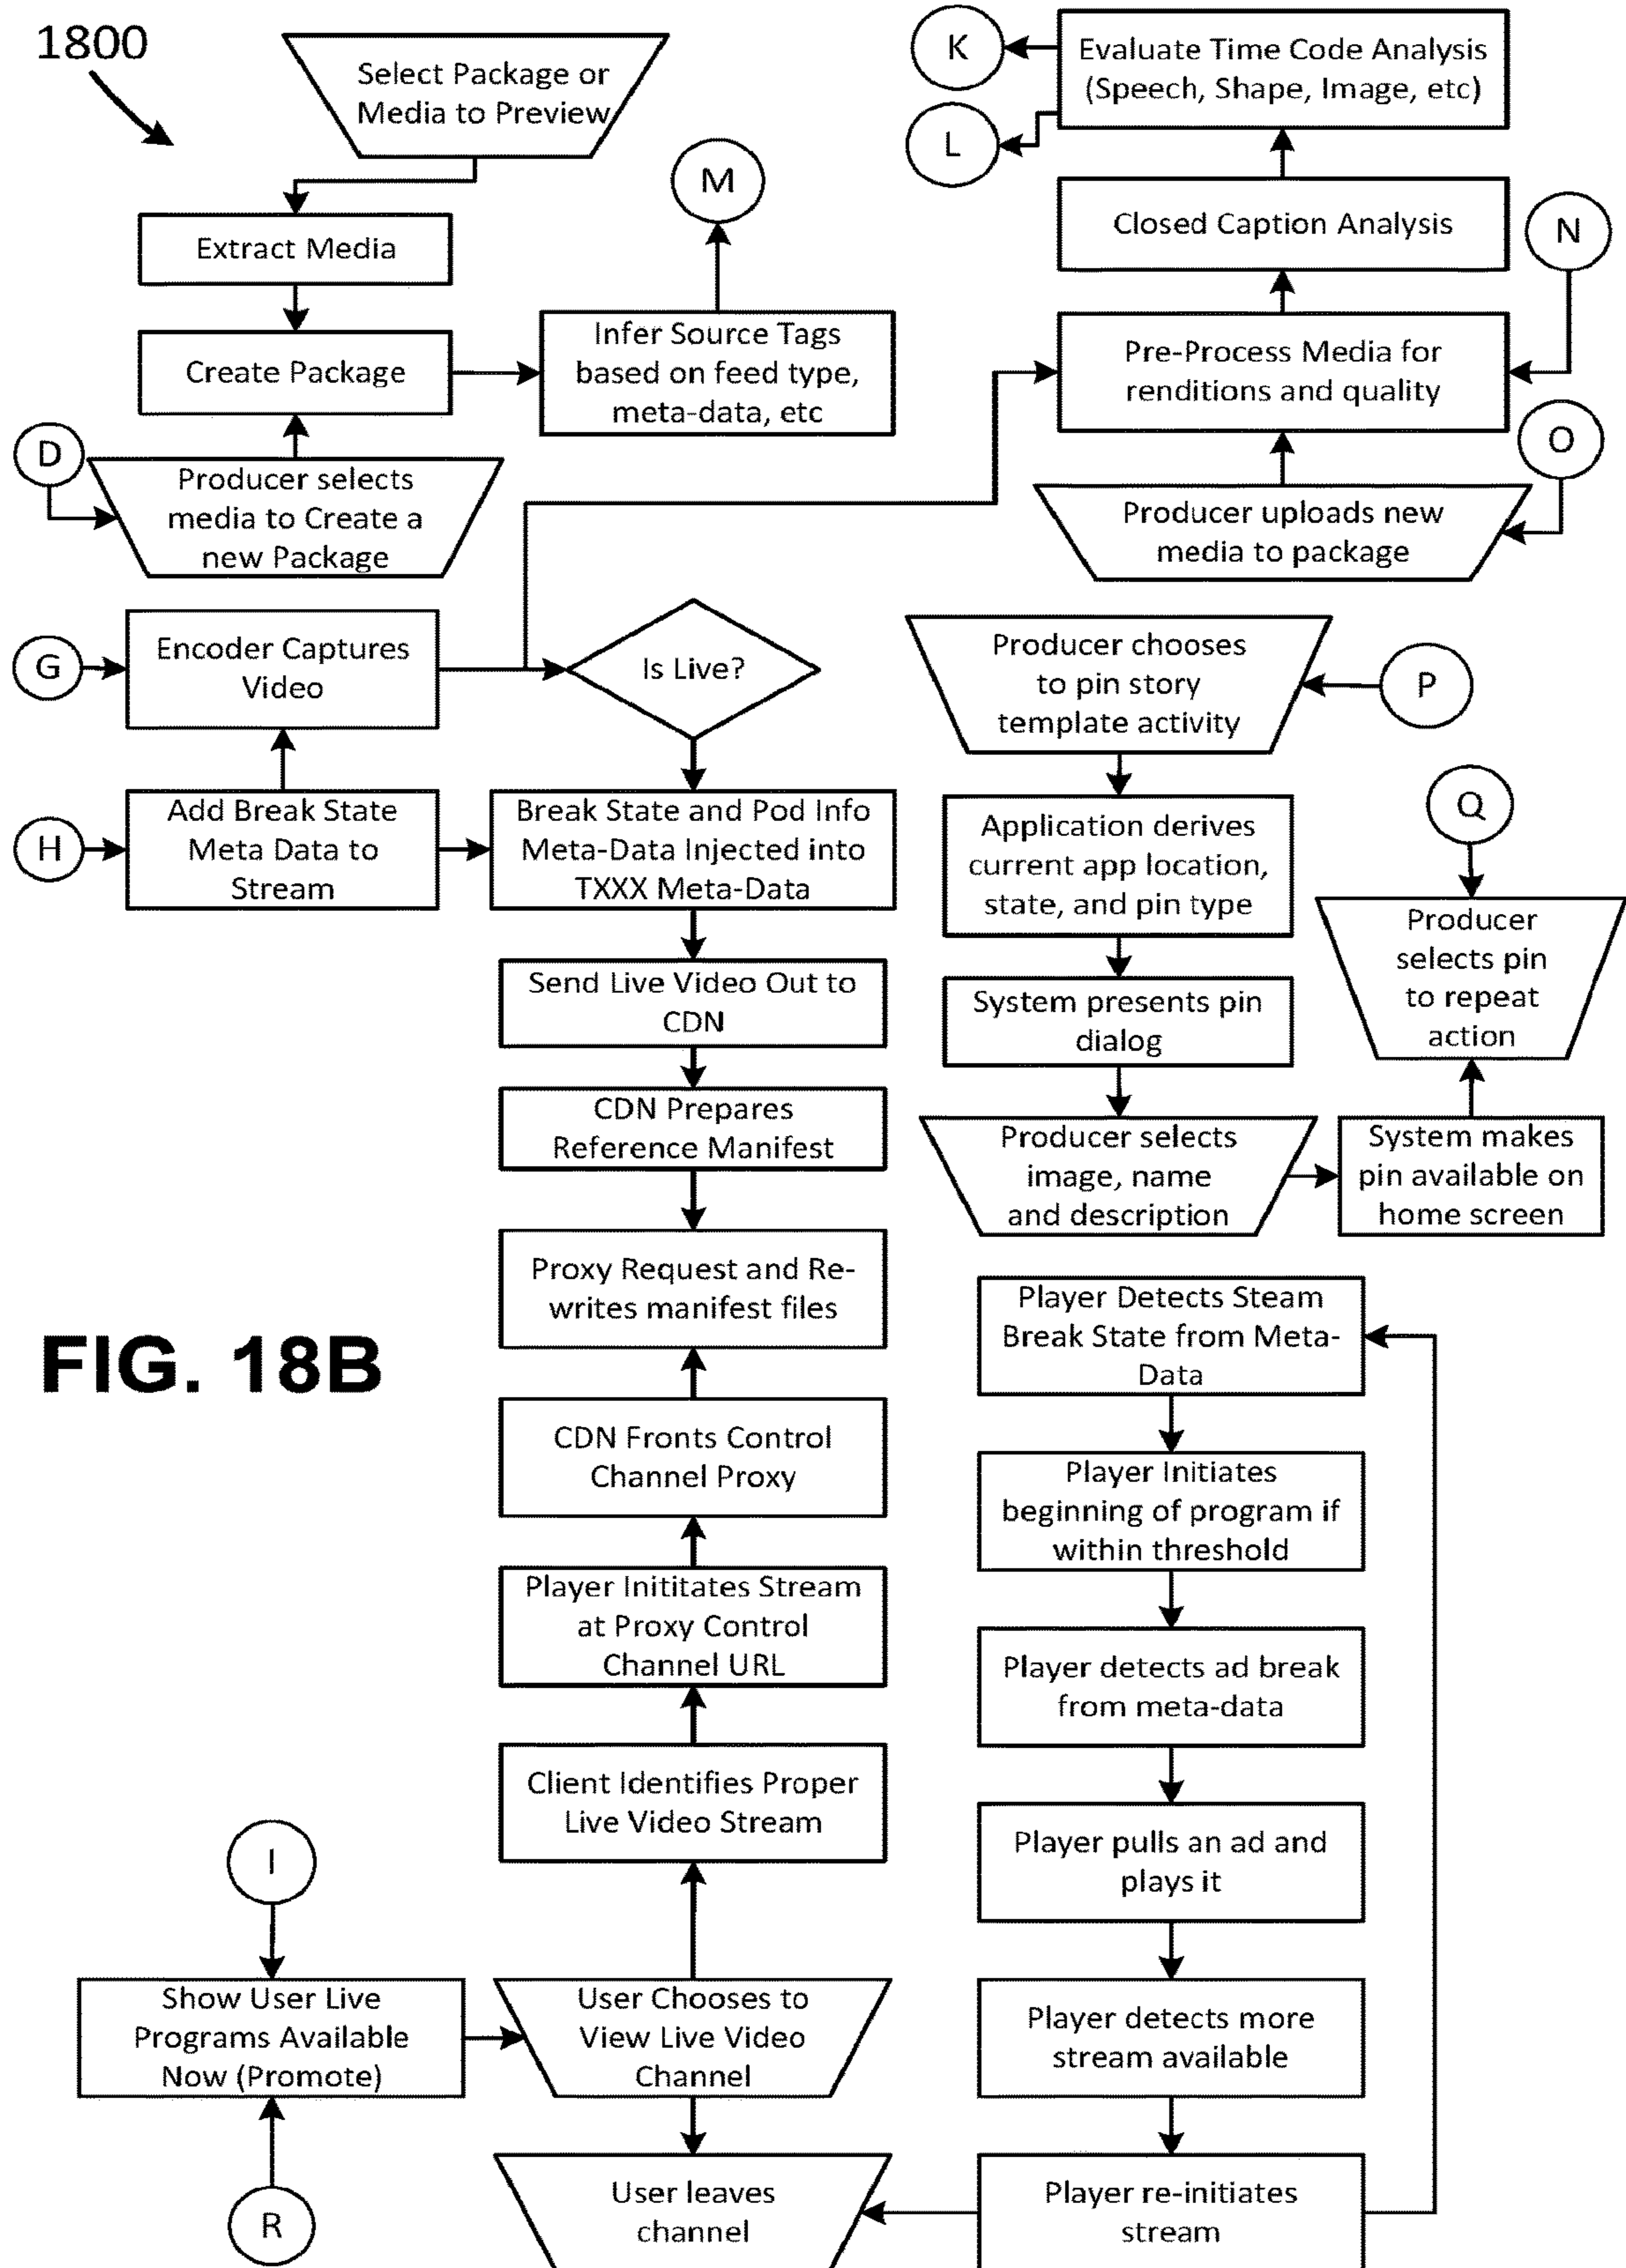 1800
Select Package or
Media to Preview
Extract Media
Create Package
Infer Source Tags
based on feed type,
meta-data, etc
M
D
Producer selects
media to Create a
new Package
K
L
Evaluate Time Code Analysis
(Speech, Shape, Image, etc)
Closed Caption Analysis
N
Pre-Process Media for
renditions and quality
O
Producer uploads new
media to package
G
Encoder Captures
Video
Is Live?
H
Add Break State
Meta Data to
Stream
Break State and Pod Info
Meta-Data Injected into
TXXX Meta-Data
Send Live Video Out to
CDN
CDN Prepares
Reference Manifest
Proxy Request and Re-
writes manifest files
CDN Fronts Control
Channel Proxy
Player Inititates Stream
at Proxy Control
Channel URL
Client Identifies Proper
Live Video Stream
I
Show User Live
Programs Available
Now (Promote)
R
User Chooses to
View Live Video
Channel
User leaves
channel
Producer chooses
to pin story
template activity
P
Application derives
current app location,
state, and pin type
System presents pin
dialog
Producer selects
image, name
and description
System makes
pin available on
home screen
Q
Producer
selects pin
to repeat
action
Player Detects Steam
Break State from Meta-
Data
Player Initiates
beginning of program if
within threshold
Player detects ad break
from meta-data
Player pulls an ad and
plays it
Player detects more
stream available
Player re-initiates
stream
FIG. 18B